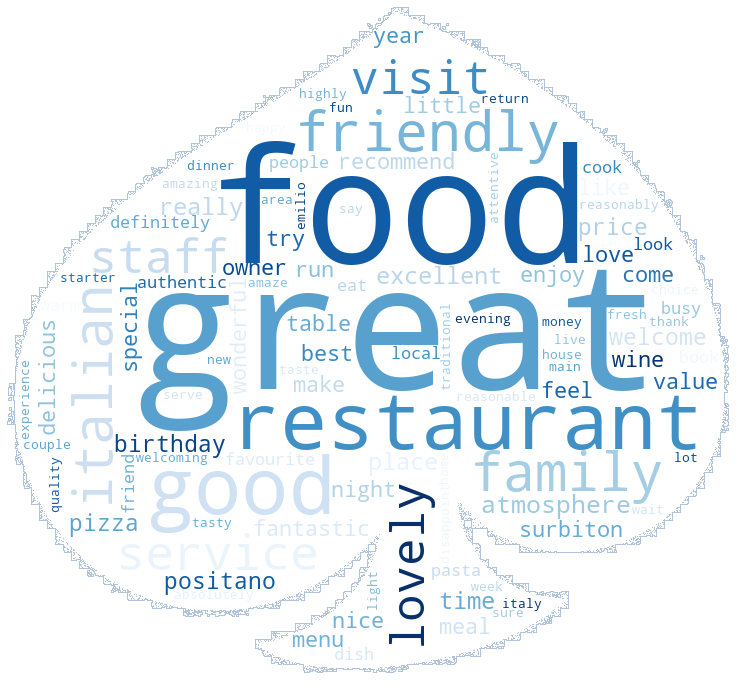 year
visit
highly
return
fun
little
friendly
people
recommend
attentive
cook
dinner
amazing
food
like
reasonably
really
area
emilio
say
definitely
try
price
look
love
staff
owner
run
excellent
enjoy
come
starter
authentic
amaze
eat
choice
italian
special
wonderful
great
fresh
busy
thank
table
evening
money
delicious
best
local
traditional
live
welcome
new
house
main
wine
book
taste
make
feel
value
experience
serve
reasonable
couple
birthday
restaurant
welcoming
favourite
place
family
lot
quality
friend
good
night
atmosphere
pizza
tasty
fantastic
wait
surbiton
service
lovely
positano
absolutely
light
pasta
week
time
italy
sure
nice
menu
meal
dish